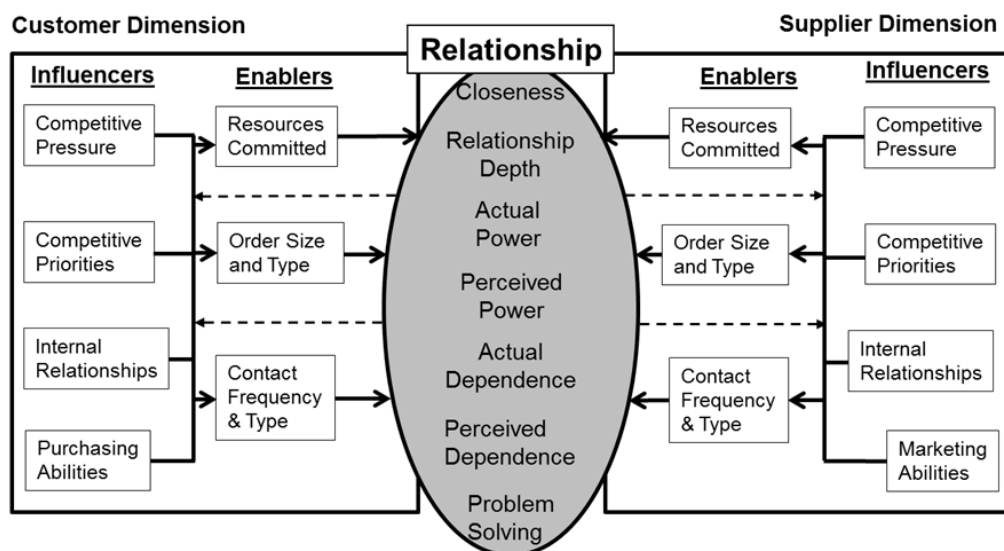 Customer Dimension
Supplier Dimension
Relationship
Influencers
Enablers
Competitive
Pressure
Resources
Committed
Competitive
Priorities
Order Size
and Type
Internal
Relationships
Contact
Frequency
& Type
Purchasing
Abilities
Closeness
Relationship
Depth
Actual
Power
Perceived
Power
Actual
Dependence
Perceived
Dependence
Problem
Solving
Enablers
Influencers
Resources
Committed
Competitive
Pressure
Order Size
and Type
Competitive
Priorities
Contact
Frequency
& Type
Internal
Relationships
Marketing
Abilities